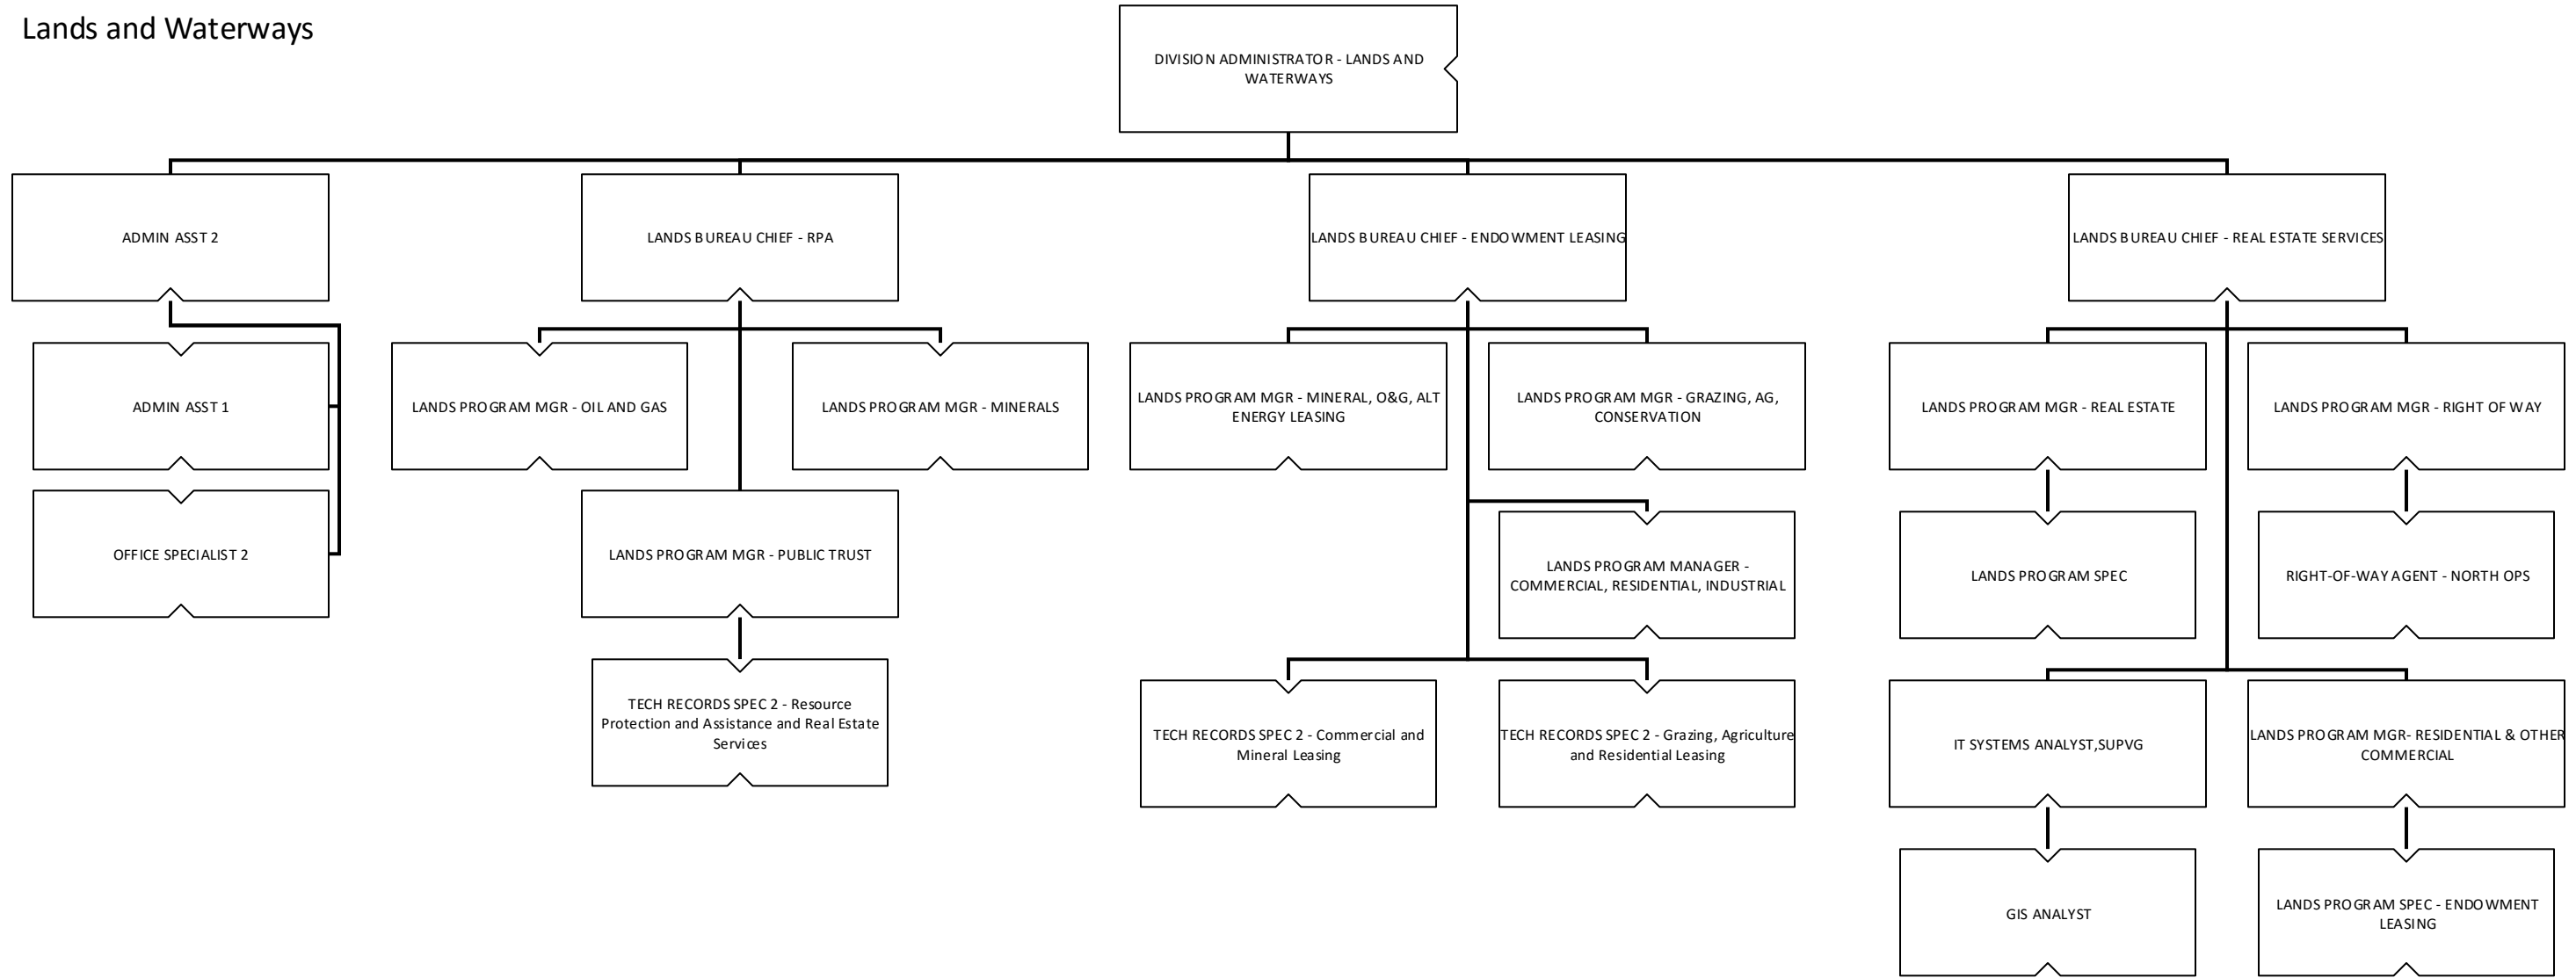 Lands and Waterways
DIVISION ADMINISTRATOR - LANDS AND
WATERWAYS
ADMIN ASST 2
LANDS BUREAU CHIEF - RPA
LANDS BUREAU CHIEF - ENDOWMENT LEASING
LANDS BUREAU CHIEF - REAL ESTATE SERVICES
ADMIN ASST 1
LANDS PROGRAM MGR - OIL AND GAS
LANDS PROGRAM MGR - MINERALS
LANDS PROGRAM MGR - MINERAL, O&G, ALT
ENERGY LEASING
LANDS PROGRAM MGR - GRAZING, AG,
CONSERVATION
LANDS PROGRAM MGR - REAL ESTATE
LANDS PROGRAM MGR - RIGHT OF WAY
OFFICE SPECIALIST 2
LANDS PROGRAM MGR - PUBLIC TRUST
LANDS PROGRAM MANAGER -
COMMERCIAL, RESIDENTIAL, INDUSTRIAL
LANDS PROGRAM SPEC
RIGHT-OF-WAY AGENT - NORTH OPS
TECH RECORDS SPEC 2 - Resource
Protection and Assistance and Real Estate
Services
TECH RECORDS SPEC 2 - Commercial and
Mineral Leasing
TECH RECORDS SPEC 2 - Grazing, Agriculture
and Residential Leasing
IT SYSTEMS ANALYST,SUPVG
LANDS PROGRAM MGR- RESIDENTIAL & OTHER
COMMERCIAL
GIS ANALYST
LANDS PROGRAM SPEC - ENDOWMENT
LEASING